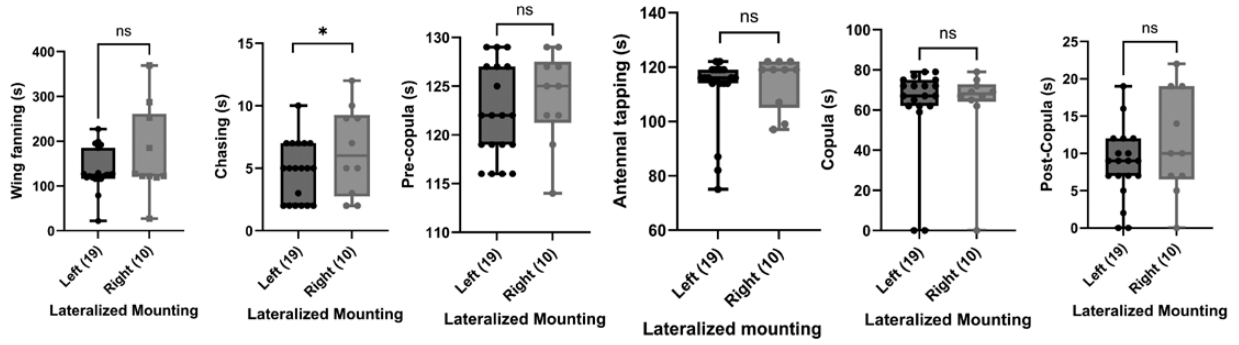 ns
Wing fanning (s)
400
300
200
100
0
Left (19)
Right (10)
Lateralized Mounting
*
Chasing (s)
15
10
5
0
Left (19)
Right (10)
Lateralized Mounting
ns
Pre-copula (s)
130
125
120
115
110
Left (19)
Right (10)
Lateralized Mounting
ns
Antennal tapping (s)
140
120
100
80
60
Left (19)
Right (10)
Lateralized mounting
ns
Copula (s)
100
80
60
40
20
0
Left (19)
Right (10)
Lateralized Mounting
ns
Post-Copula (s)
25
20
15
10
5
0
Left (19)
Right (10)
Lateralized Mounting